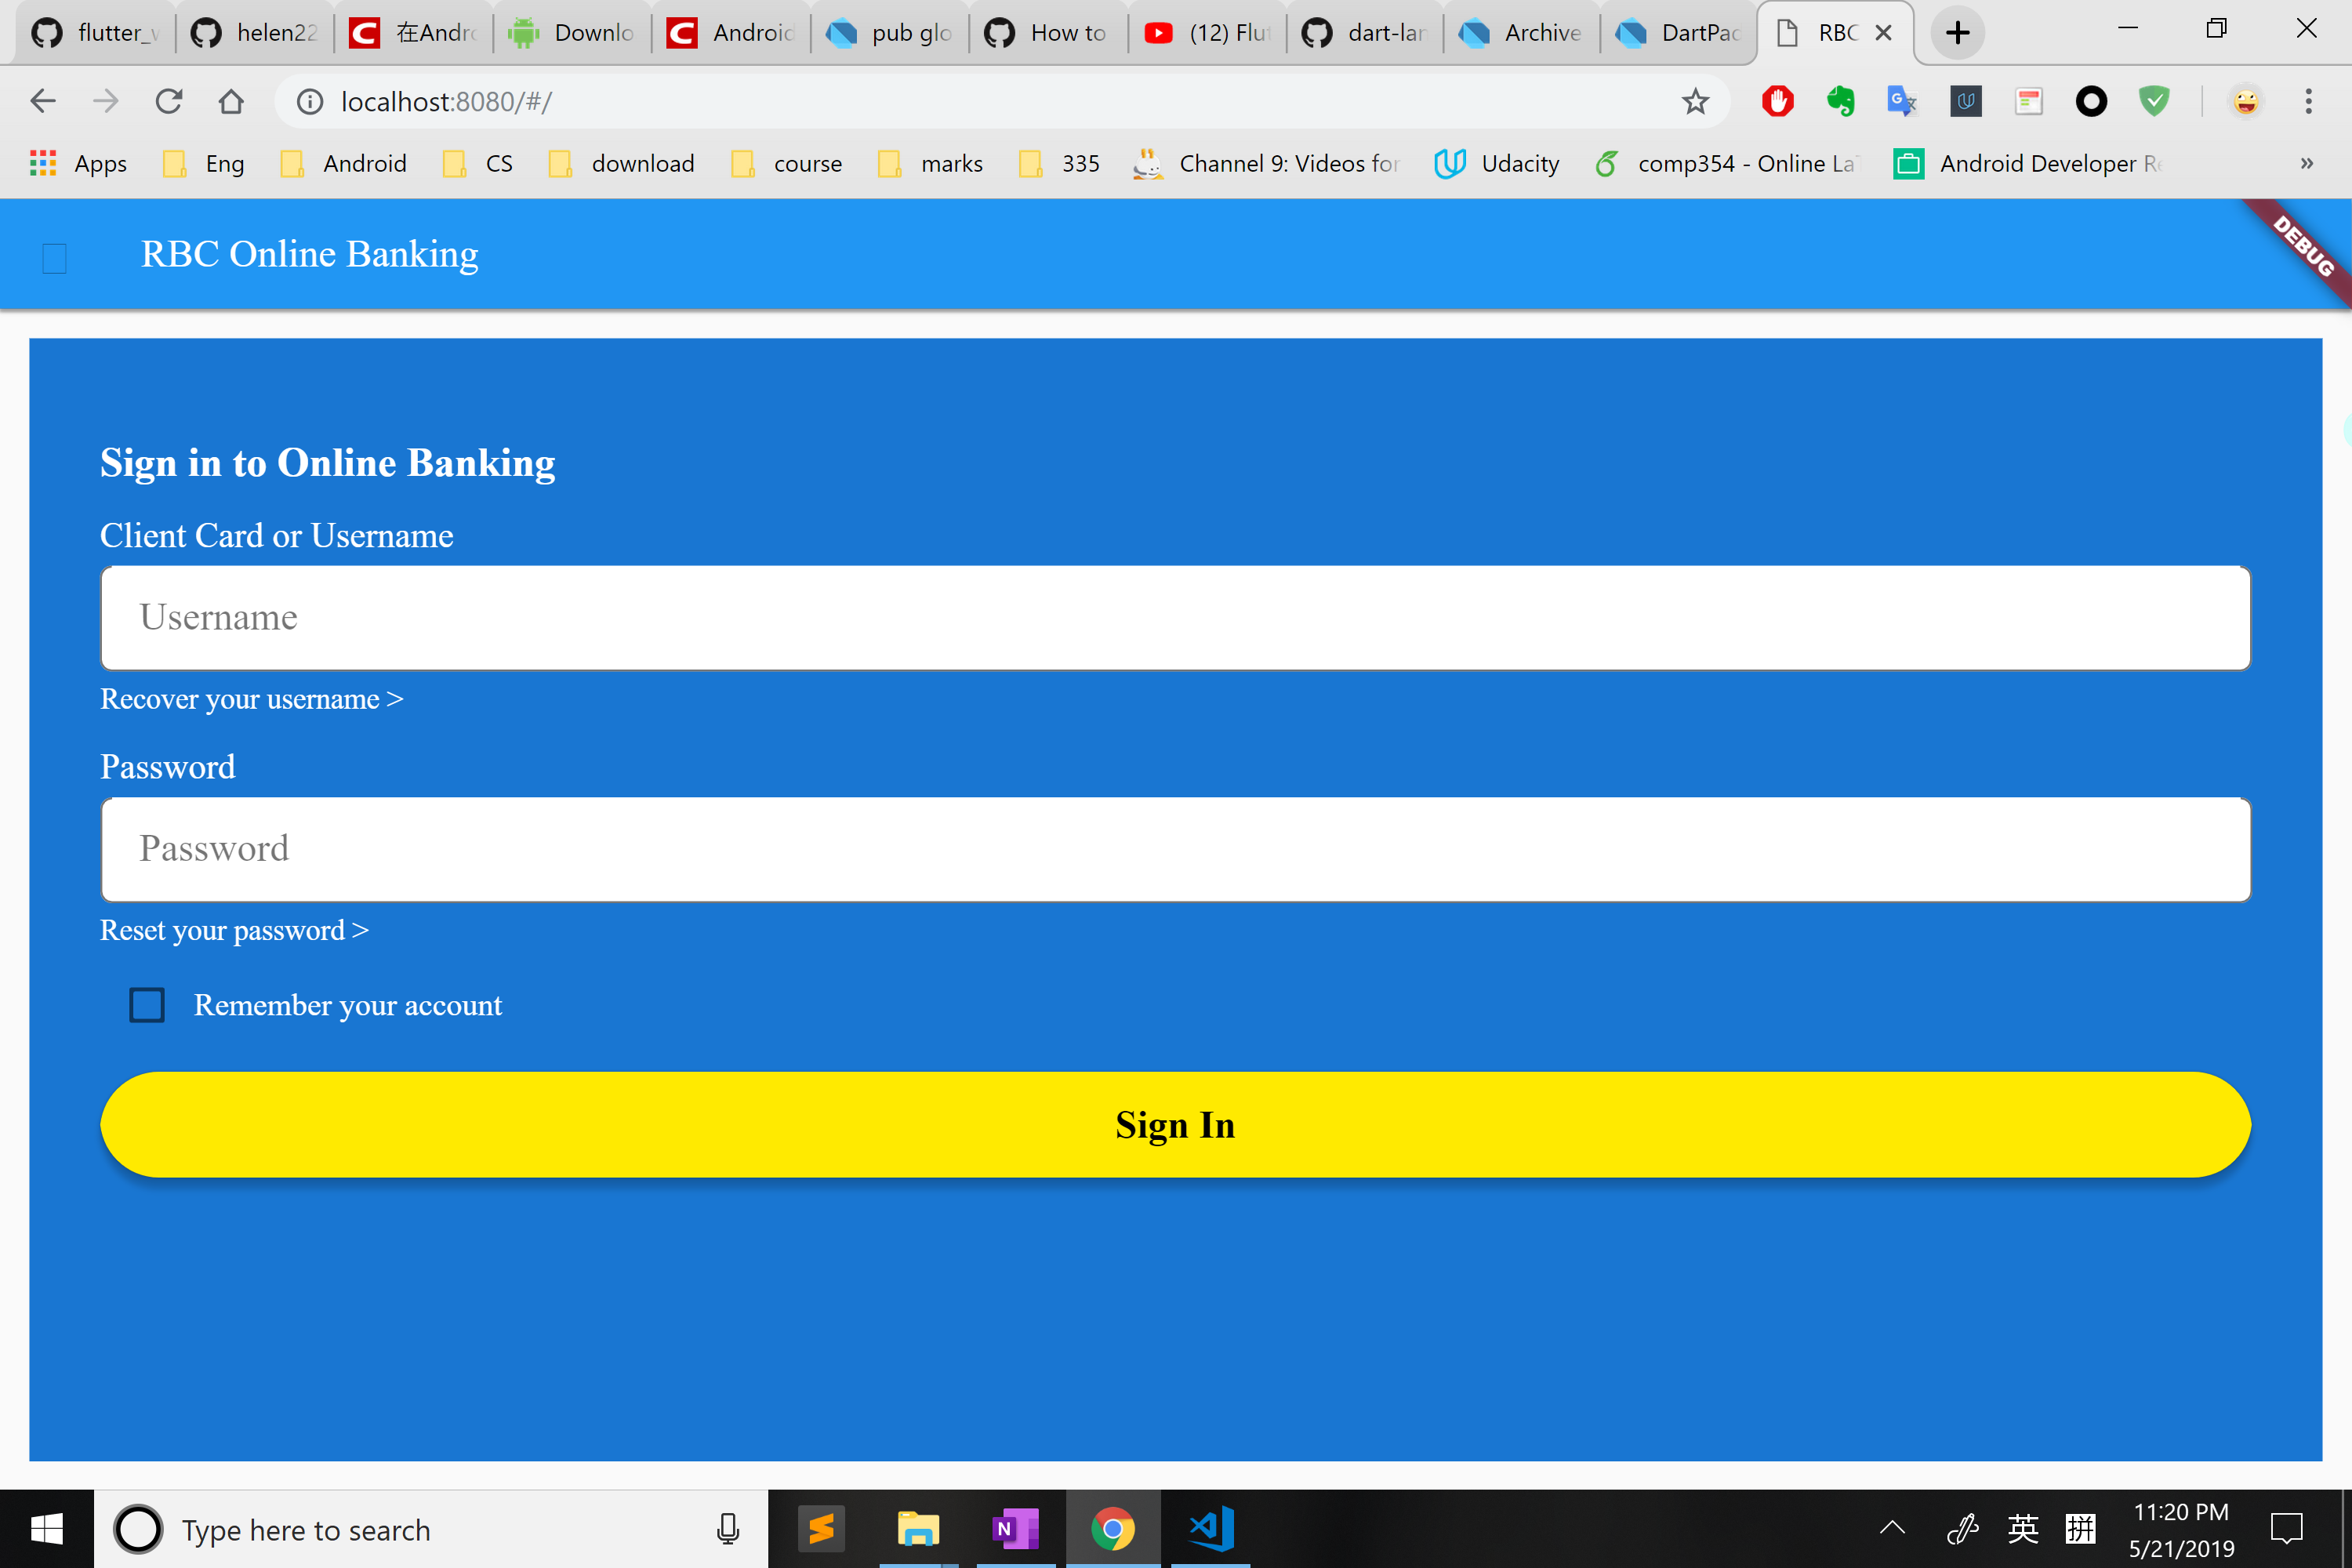 flutter_ helen22 在Andr Downlo Android pub glo How to (12) Flut dart-lar Archive DartPac RBC
localhost:8080/#/
Apps Eng Android CS download course marks 335 Channel 9: Videos for Udacity comp354 - Online La Android Developer Re »
RBC Online Banking
DEBUG
Sign in to Online Banking
Client Card or Username
Username
Recover your username >
Password
Password
Reset your password >
Remember your account
Sign In
Type here to search
英 拼 11:20 PM
5/21/2019